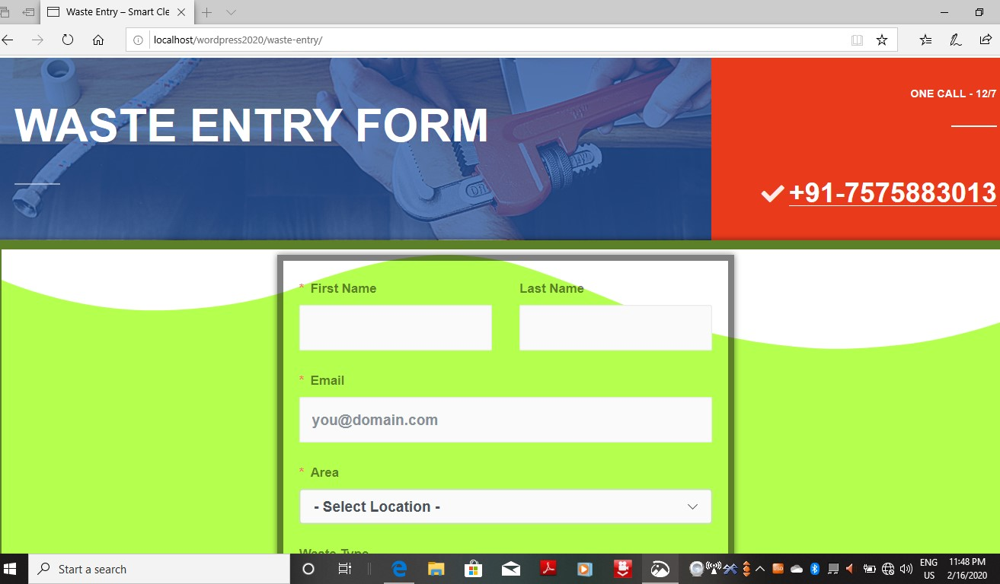 Waste Entry – Smart Cle
localhost/wordpress2020/waste-entry/
WASTE ENTRY FORM
ONE CALL - 12/7
+91-7575883013
* First Name
Last Name
* Email
you@domain.com
* Area
- Select Location -
Waste Type
Start a search
ENG
US
11:48 PM
2/16/2020